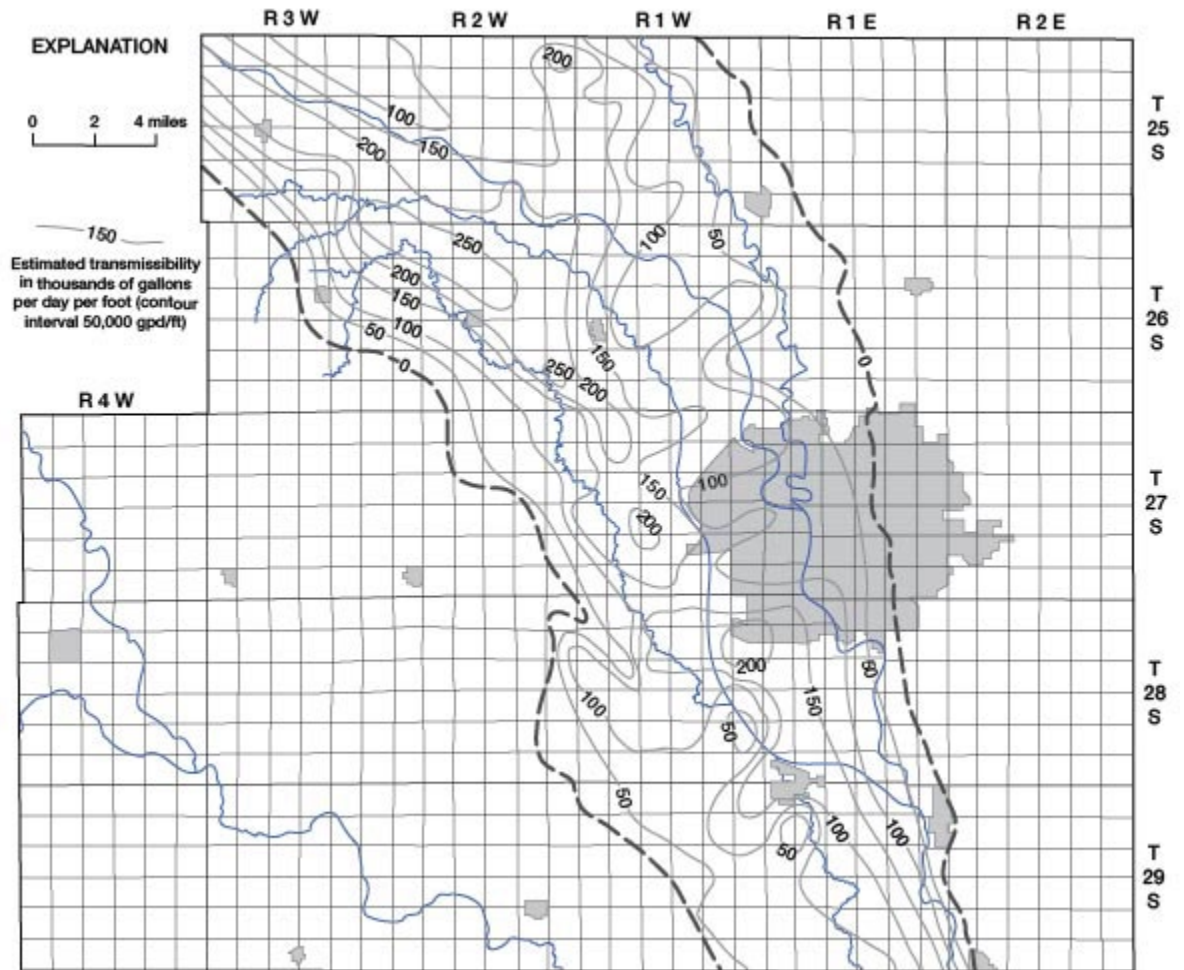 R 3 W
R 2 W
R 1 W
R 1 E
R 2 E
EXPLANATION
0 2 4 miles
150
Estimated transmissibility
in thousands of gallons
per day per foot (contour
interval 50,000 gpd/ft)
R 4 W
T
25
S
T
26
S
T
27
S
T
28
S
T
29
S
200
100
150
200
100
50
250
200
150
100
50
0
0
150
250
200
150
100
200
200
50
100
150
50
50
100
100
50